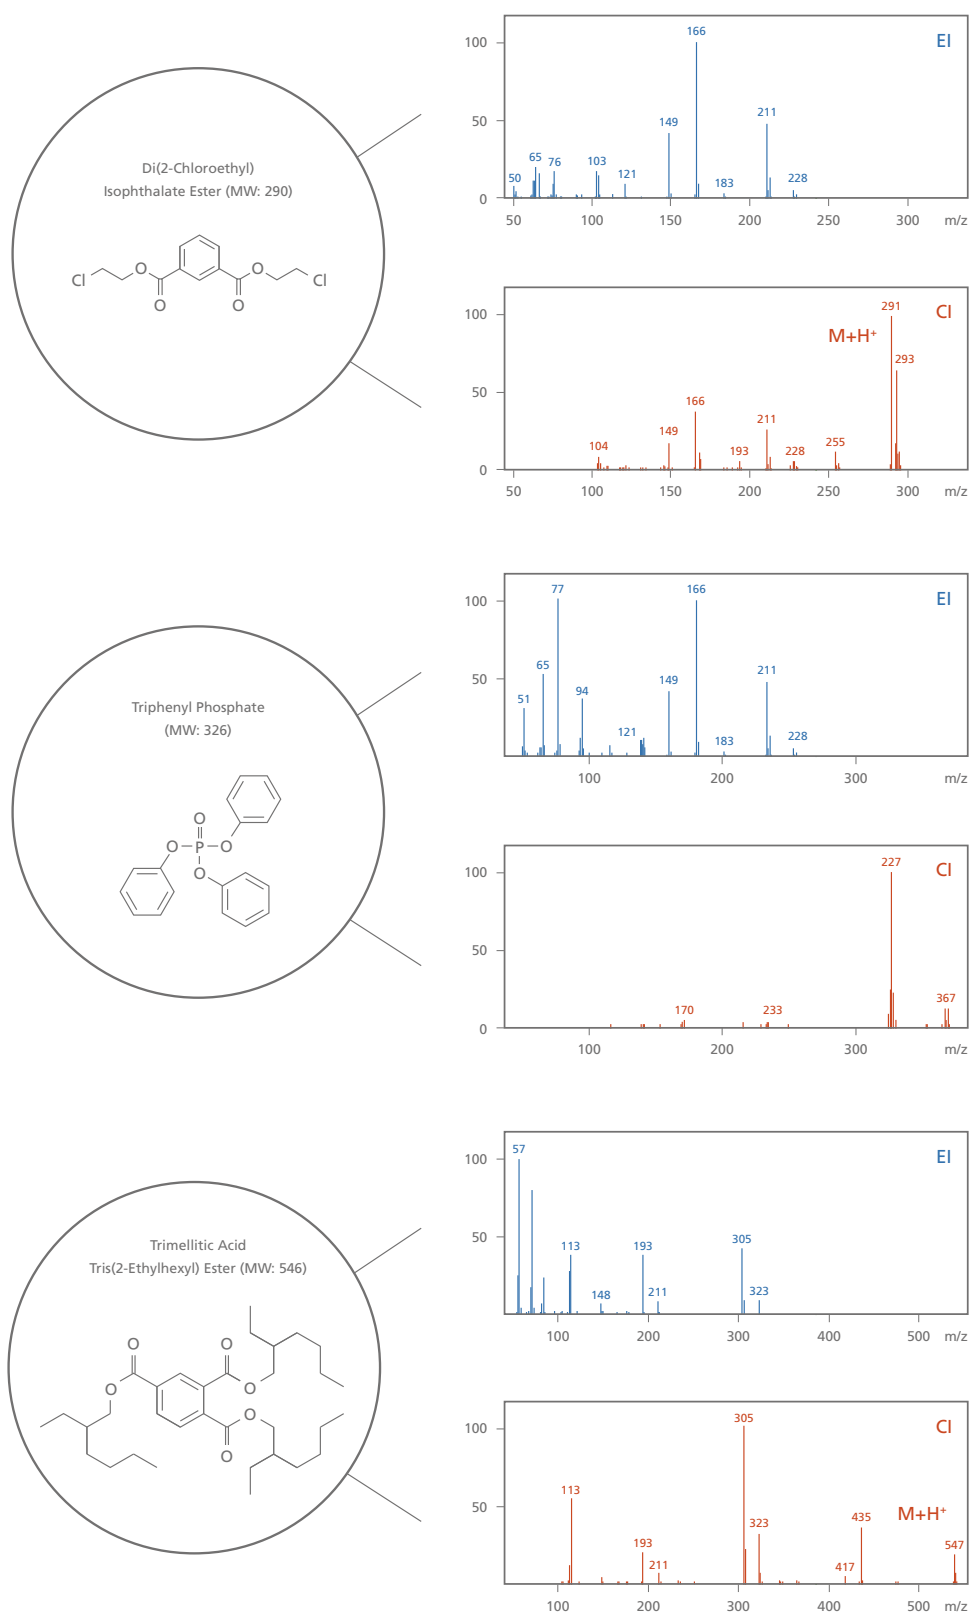 Di(2-Chloroethyl)
Isophthalate Ester (MW: 290)
Cl
O
O
O
O
Cl
EI
100
50
0
50
65
76
103
121
149
166
183
211
228
50
100
150
200
250
300
m/z
CI
M+H+
100
50
0
104
149
166
193
211
228
255
291
293
50
100
150
200
250
300
m/z
Triphenyl Phosphate
(MW: 326)
O
O
P
O
O
EI
100
50
51
65
77
94
121
149
166
183
211
228
100
200
300
m/z
CI
100
50
0
170
233
227
367
100
200
300
m/z
Trimellitic Acid
Tris(2-Ethylhexyl) Ester (MW: 546)
O
O
O
O
O
O
EI
100
50
57
113
148
193
211
305
323
100
200
300
400
500
m/z
CI
M+H+
100
50
113
193
211
305
323
417
435
547
100
200
300
400
500
m/z